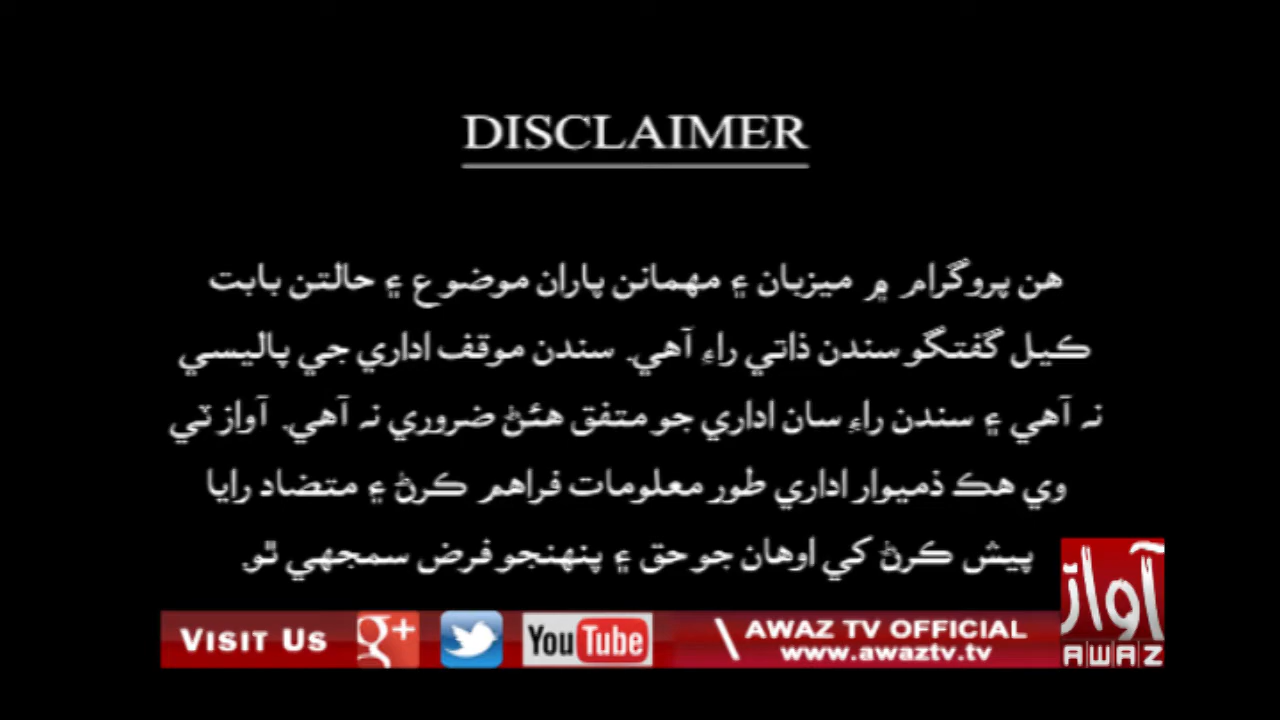 DISCLAIMER
هن پروگرام ۾ ميزبان ۽ مهمانن پاران موضوع ۽ حالتن بابت
ڪيل گفتگو سندن ذاتي راءِ آهي. سندن موقف اداري جي پاليسي
نہ آهي ۽ سندن راءِ سان اداري جو متفق هئڻ ضروري نہ آهي. آواز ٽي
وي هڪ ذميوار اداري طور معلومات فراهم ڪرڻ ۽ متضاد رايا
پيش ڪرڻ کي اوهان جو حق ۽ پنهنجو فرض سمجهي ٿو.
VISIT US g+ YouTube \ AWAZ TV OFFICIAL
www.awaztv.tv
آواز
AWAZ